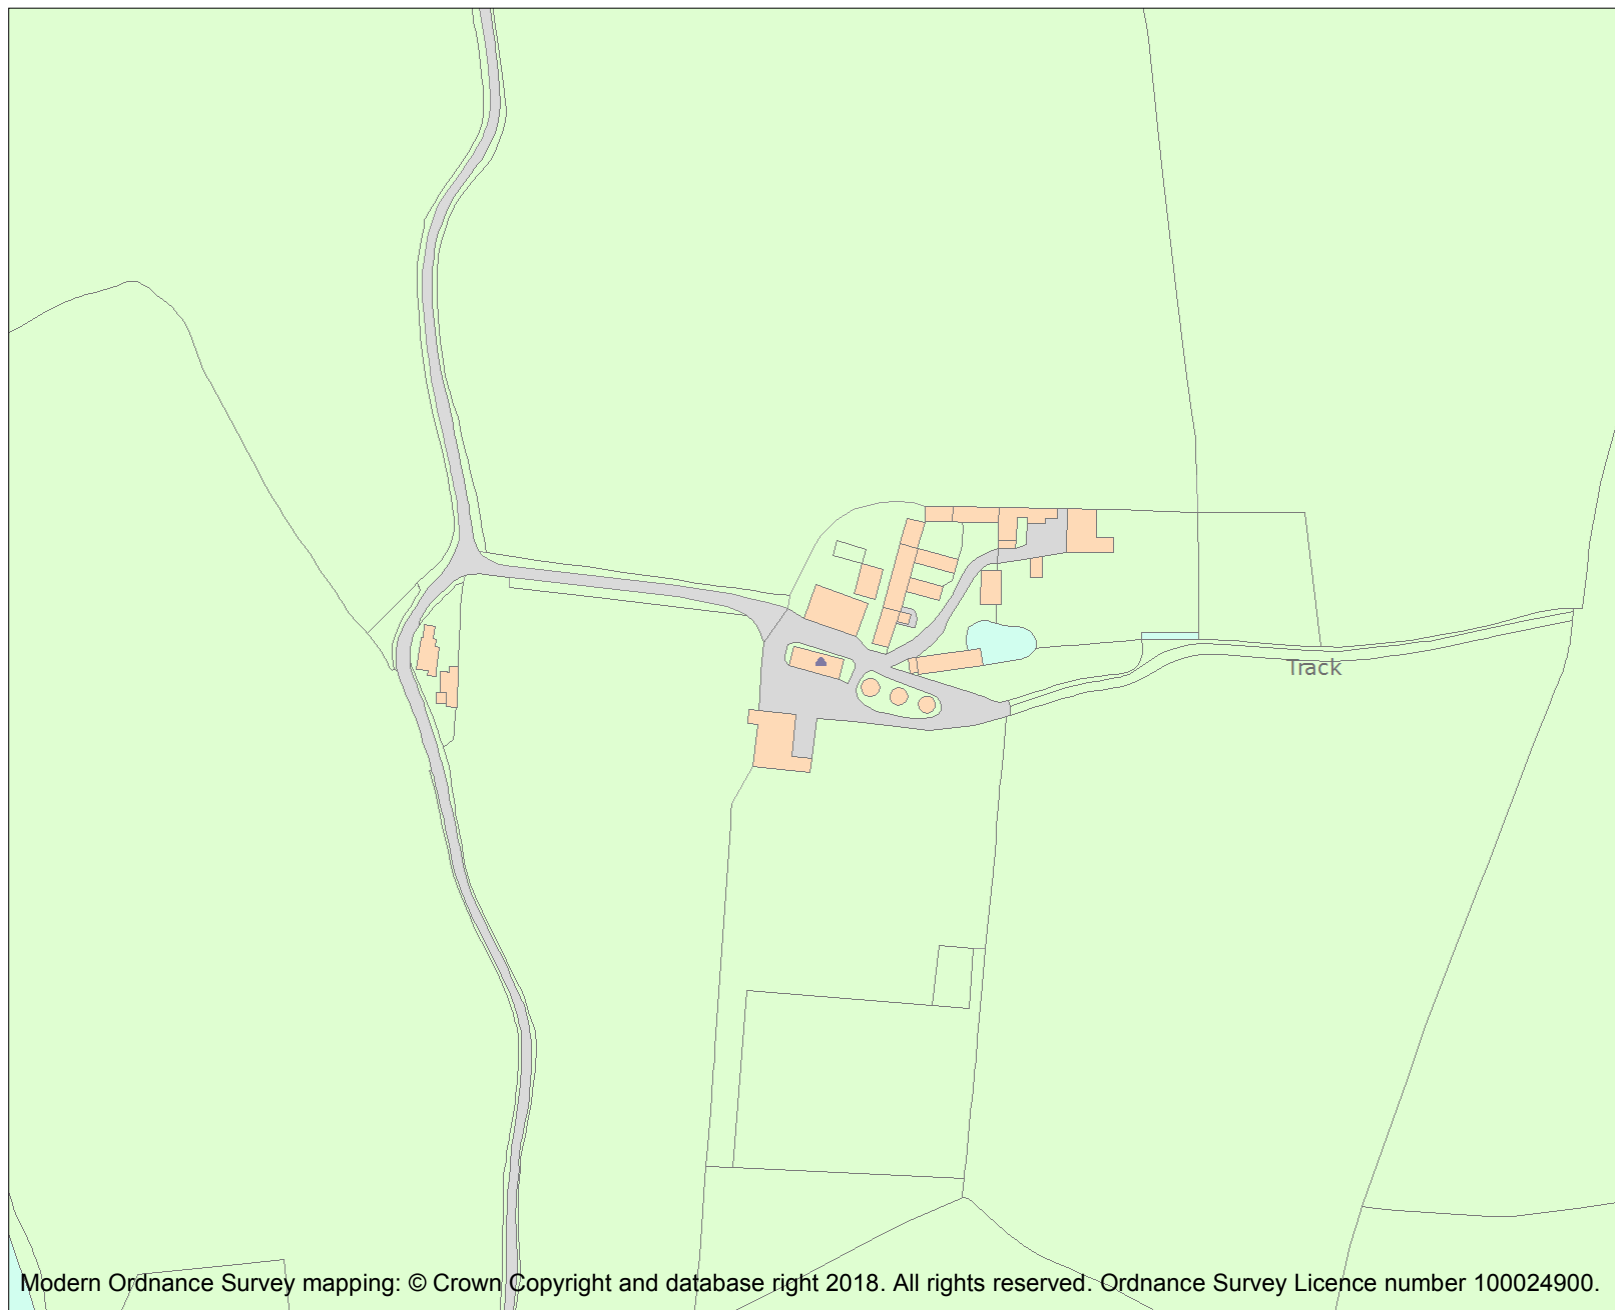 Track
Modern Ordnance Survey mapping: © Crown Copyright and database right 2018. All rights reserved. Ordnance Survey Licence number 100024900.